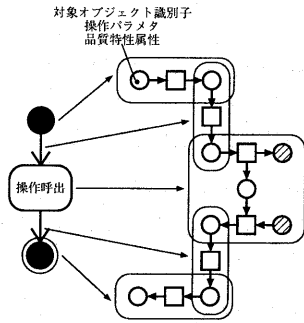 対象オブジェクト識別子
操作パラメタ
品質特性属性
操作呼出